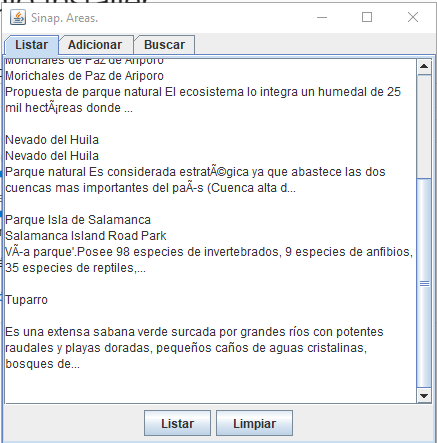 Sinap. Areas.
Listar Adicionar Buscar
Morichales de Paz de Ariporo
Morichales de Paz de Ariporo
Propuesta de parque natural El ecosistema lo integra un humedal de 25
mil hectÃ¡reas donde ...
Nevado del Huila
Nevado del Huila
Parque natural Es considerada estratÃ©gica ya que abastece las dos
cuencas mas importantes del paÃ-s (Cuenca alta d...
Parque Isla de Salamanca
Salamanca Island Road Park
VÃ-a parque'.Posee 98 especies de invertebrados, 9 especies de anfibios,
35 especies de reptiles,...
Tuparro
Es una extensa sabana verde surcada por grandes ríos con potentes
raudales y playas doradas, pequeños caños de aguas cristalinas,
bosques de...
Listar Limpiar